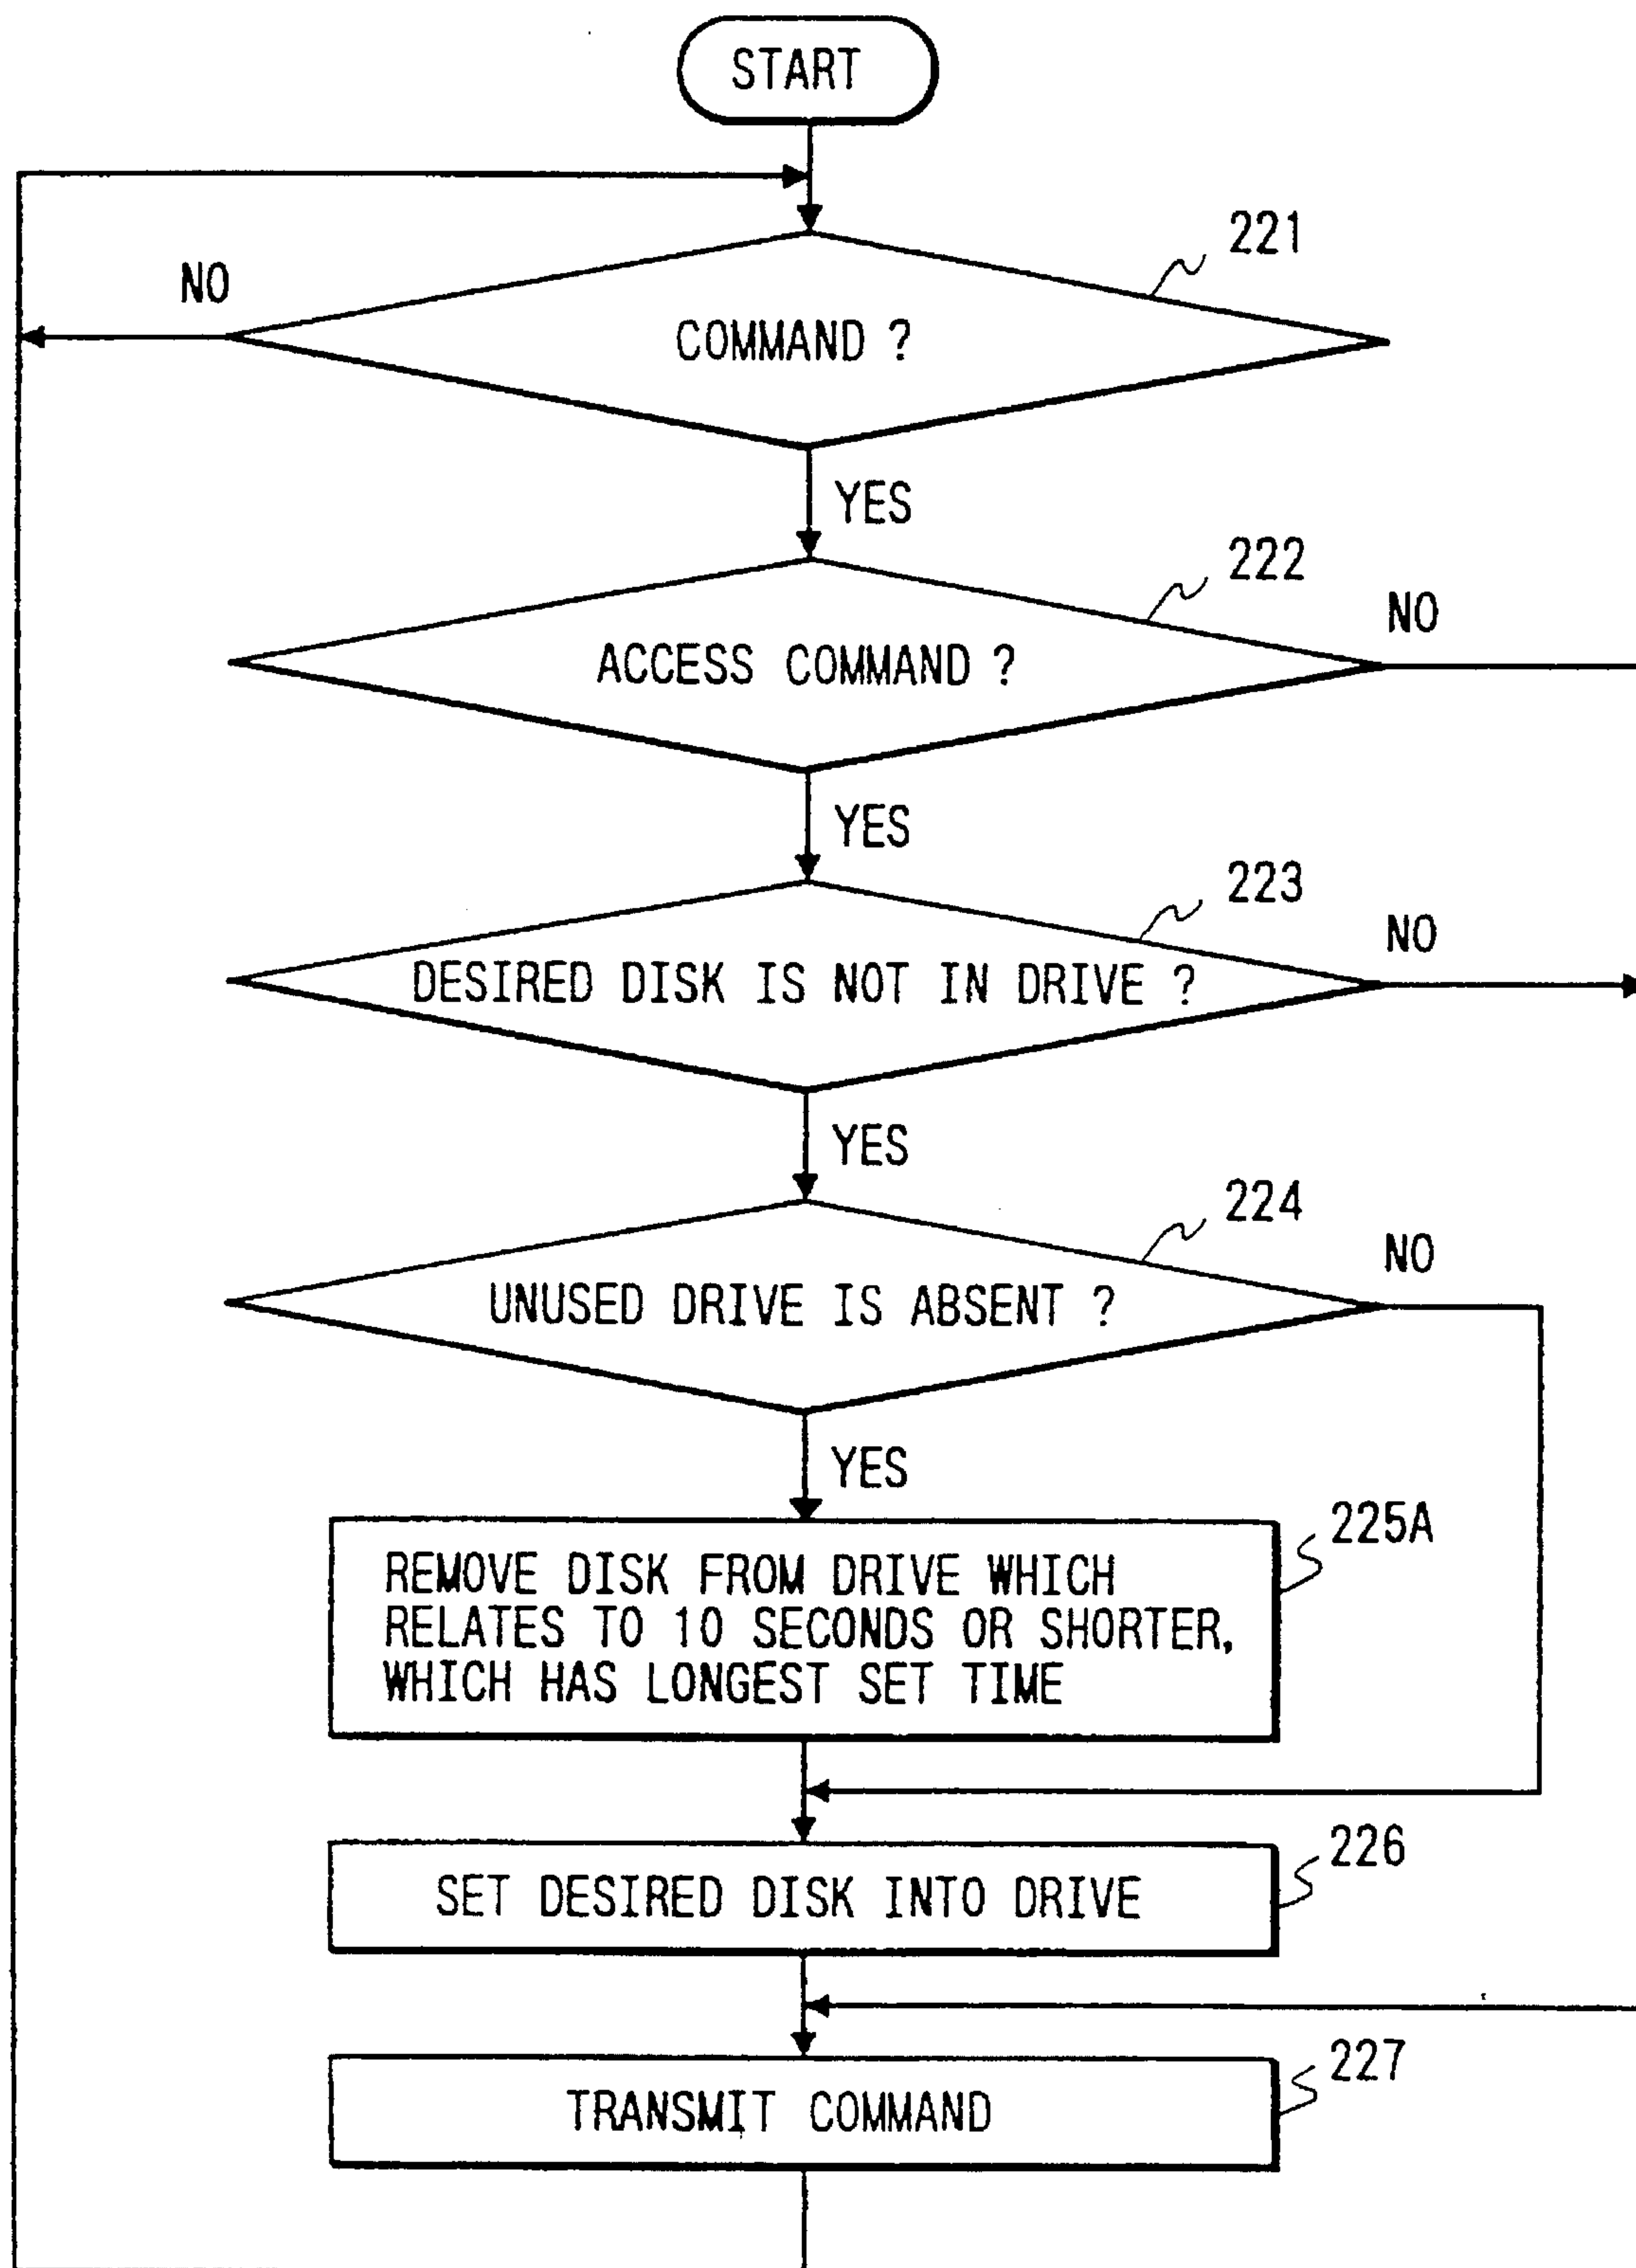 START
221
NO
COMMAND ?
YES
222
NO
ACCESS COMMAND ?
YES
223
NO
DESIRED DISK IS NOT IN DRIVE ?
YES
224
NO
UNUSED DRIVE IS ABSENT ?
YES
225A
REMOVE DISK FROM DRIVE WHICH
RELATES TO 10 SECONDS OR SHORTER,
WHICH HAS LONGEST SET TIME
226
SET DESIRED DISK INTO DRIVE
227
TRANSMIT COMMAND